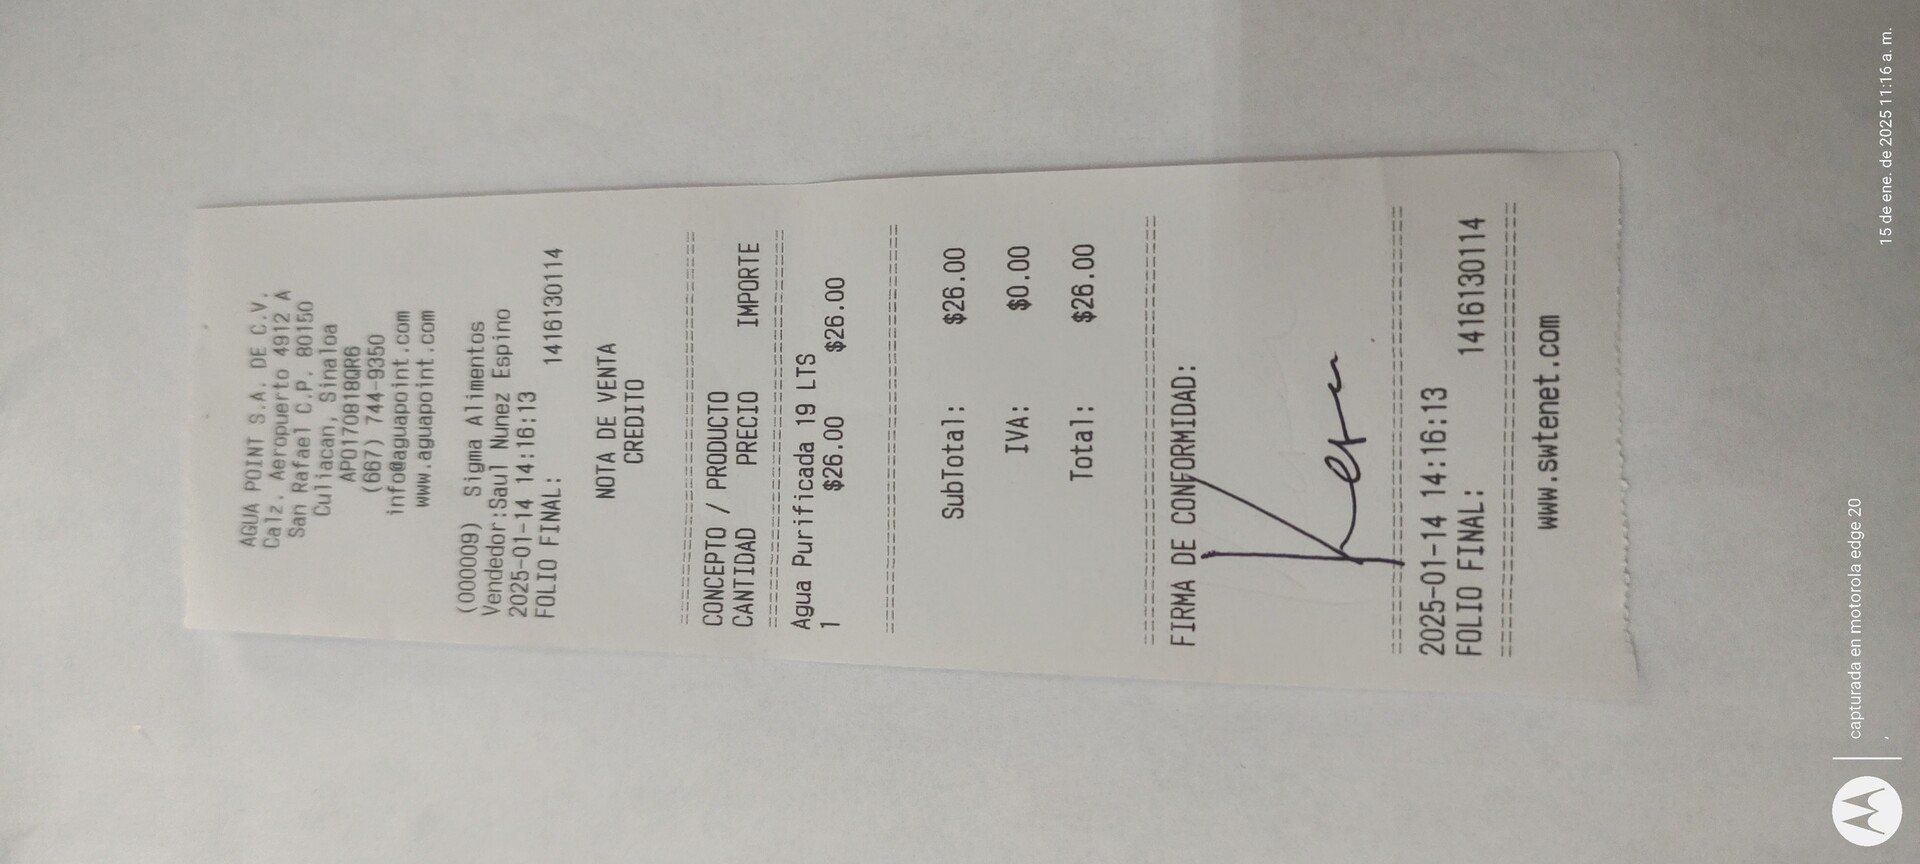 AGUA POINT S.A. DE C.V.
Calz. Aeropuerto 4912 A
San Rafael C.P. 80150
Culiacan, Sinaloa
APO170818QR6
(667) 744-9350
info@aguapoint.com
www.aguapoint.com
(000009) Sigma Alimentos
Vendedor:Saul Nunez Espino
2025-01-14 14:16:13
FOLIO FINAL: 1416130114
NOTA DE VENTA
CREDITO
CONCEPTO / PRODUCTO
CANTIDAD PRECIO IMPORTE
Agua Purificada 19 LTS
1 $26.00 $26.00
SubTotal: $26.00
IVA: $0.00
Total: $26.00
FIRMA DE CONFORMIDAD:
2025-01-14 14:16:13
FOLIO FINAL: 1416130114
www.swtenet.com
capturada en motorola edge 20
15 de ene. de 2025 11:16 a. m.